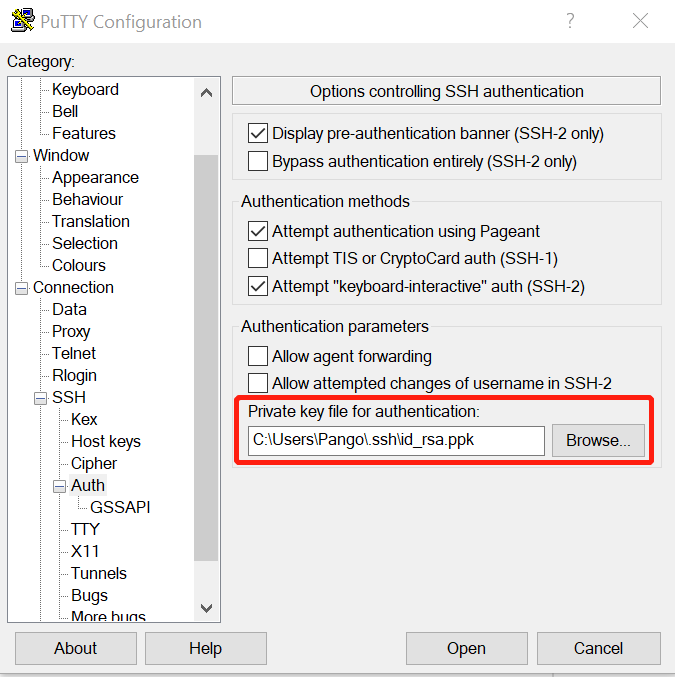 PuTTY Configuration
?
Category:
Keyboard
Bell
Features
Window
Appearance
Behaviour
Translation
Selection
Colours
Connection
Data
Proxy
Telnet
Rlogin
SSH
Kex
Host keys
Cipher
Auth
GSSAPI
TTY
X11
Tunnels
Bugs
More bugs
Options controlling SSH authentication
Display pre-authentication banner (SSH-2 only)
Bypass authentication entirely (SSH-2 only)
Authentication methods
Attempt authentication using Pageant
Attempt TIS or CryptoCard auth (SSH-1)
Attempt "keyboard-interactive" auth (SSH-2)
Authentication parameters
Allow agent forwarding
Allow attempted changes of username in SSH-2
Private key file for authentication:
C:\Users\Pango\.ssh\id_rsa.ppk Browse...
About Help Open Cancel